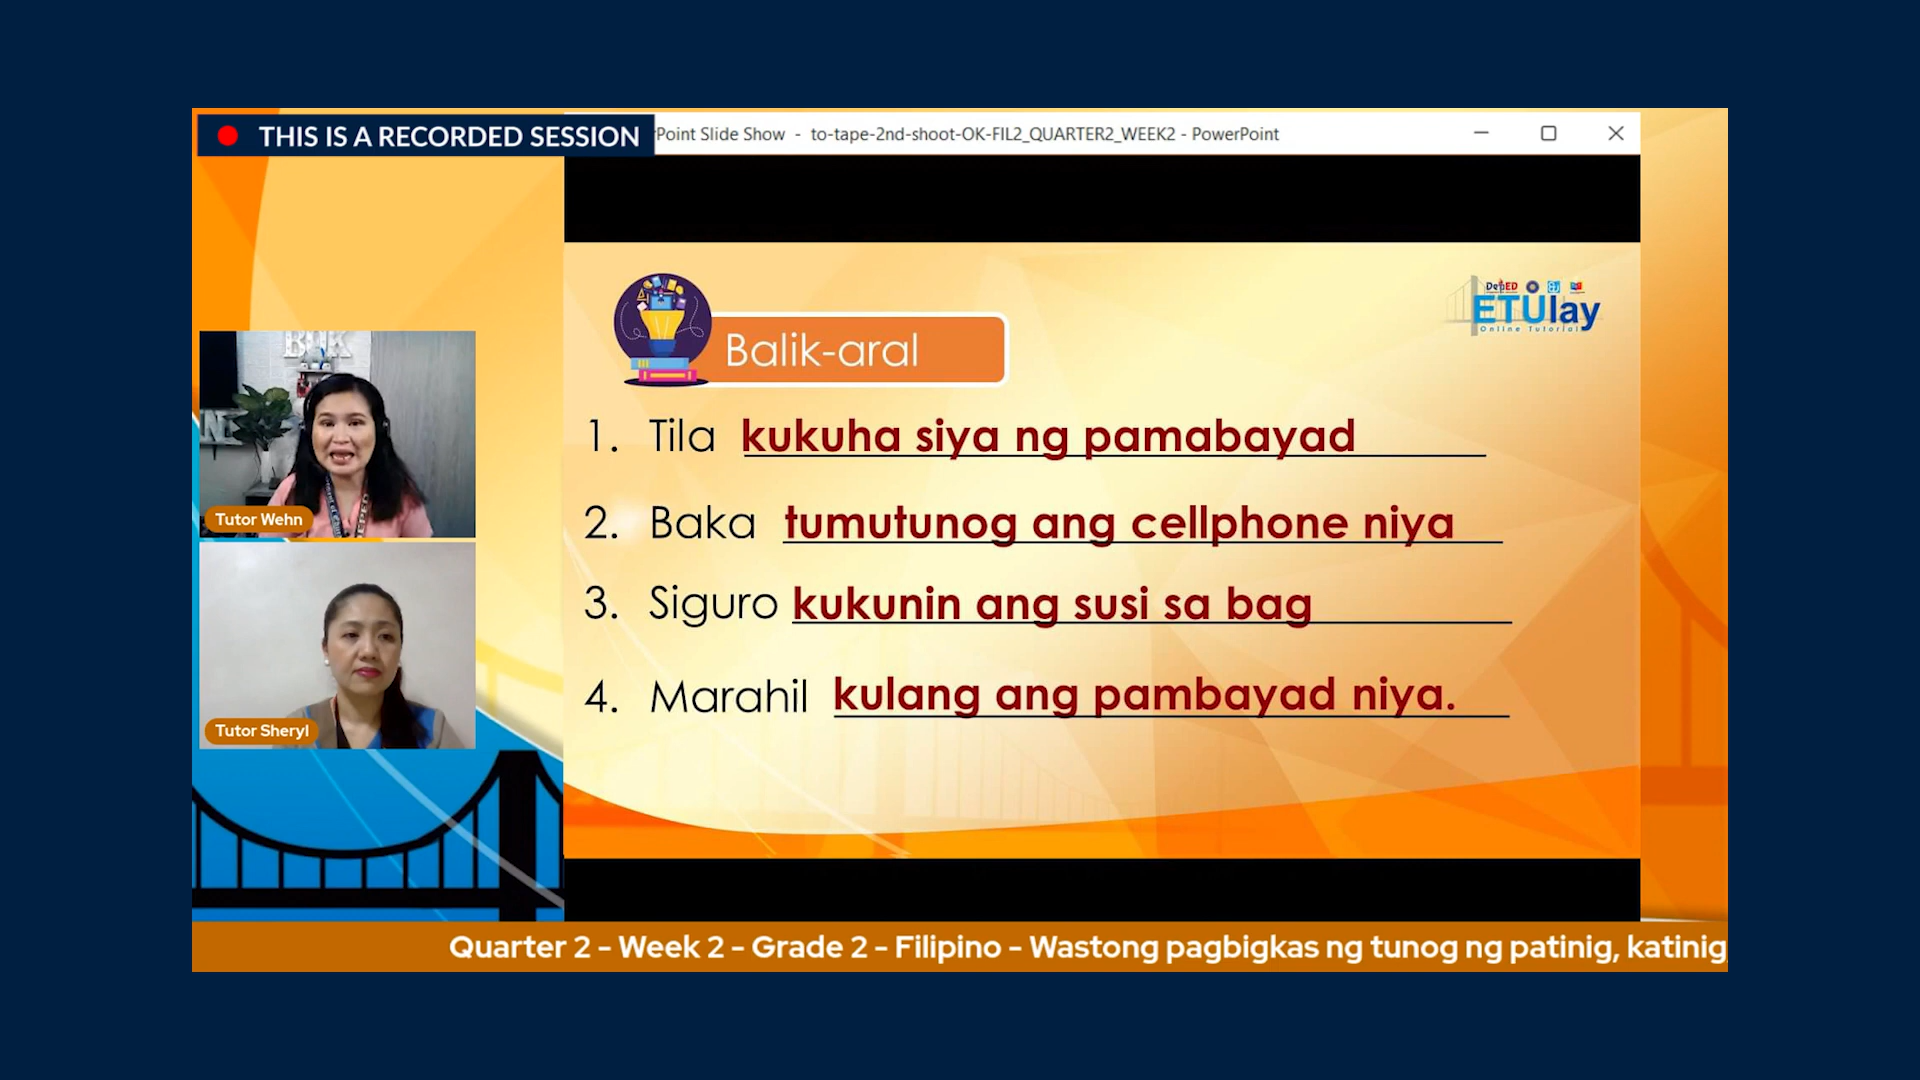 THIS IS A RECORDED SESSION
Point Slide Show - to-tape-2nd-shoot-OK-FIL2_QUARTER2_WEEK2 - PowerPoint
DepED
ETUlay
Online Tutorial
Balik-aral
1. Tila kukuha siya ng pamabayad
2. Baka tumutunog ang cellphone niya
3. Siguro kukunin ang susi sa bag
4. Marahil kulang ang pambayad niya.
Tutor Wehn
Tutor Sheryl
Quarter 2 - Week 2 - Grade 2 - Filipino - Wastong pagbigkas ng tunog ng patinig, katinig,